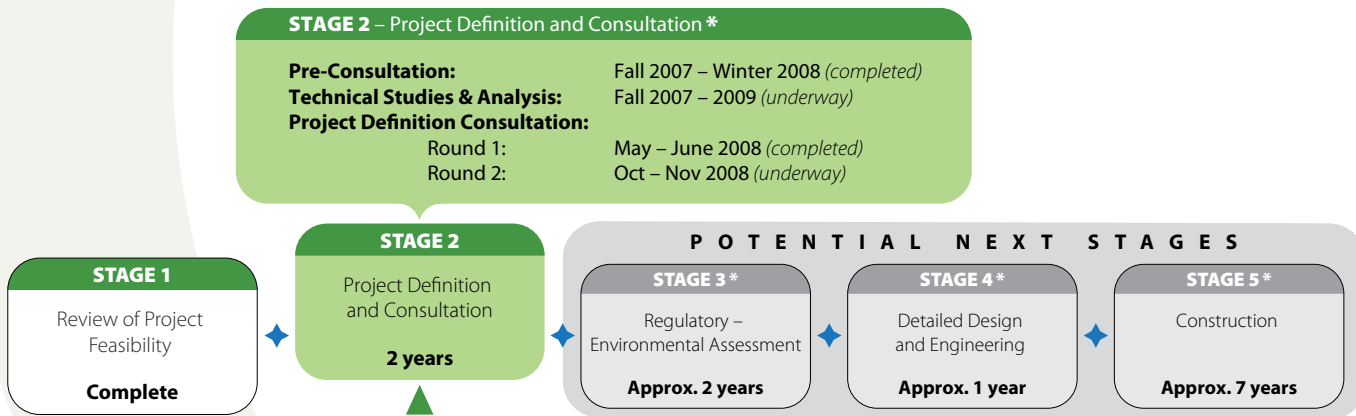 STAGE 2 – Project Definition and Consultation *
Pre-Consultation: Fall 2007 – Winter 2008 (completed)
Technical Studies & Analysis: Fall 2007 – 2009 (underway)
Project Definition Consultation:
Round 1: May – June 2008 (completed)
Round 2: Oct – Nov 2008 (underway)
STAGE 1
Review of Project
Feasibility
Complete
STAGE 2
Project Definition
and Consultation
2 years
POTENTIAL NEXT STAGES
STAGE 3 *
Regulatory –
Environmental Assessment
Approx. 2 years
STAGE 4 *
Detailed Design
and Engineering
Approx. 1 year
STAGE 5 *
Construction
Approx. 7 years